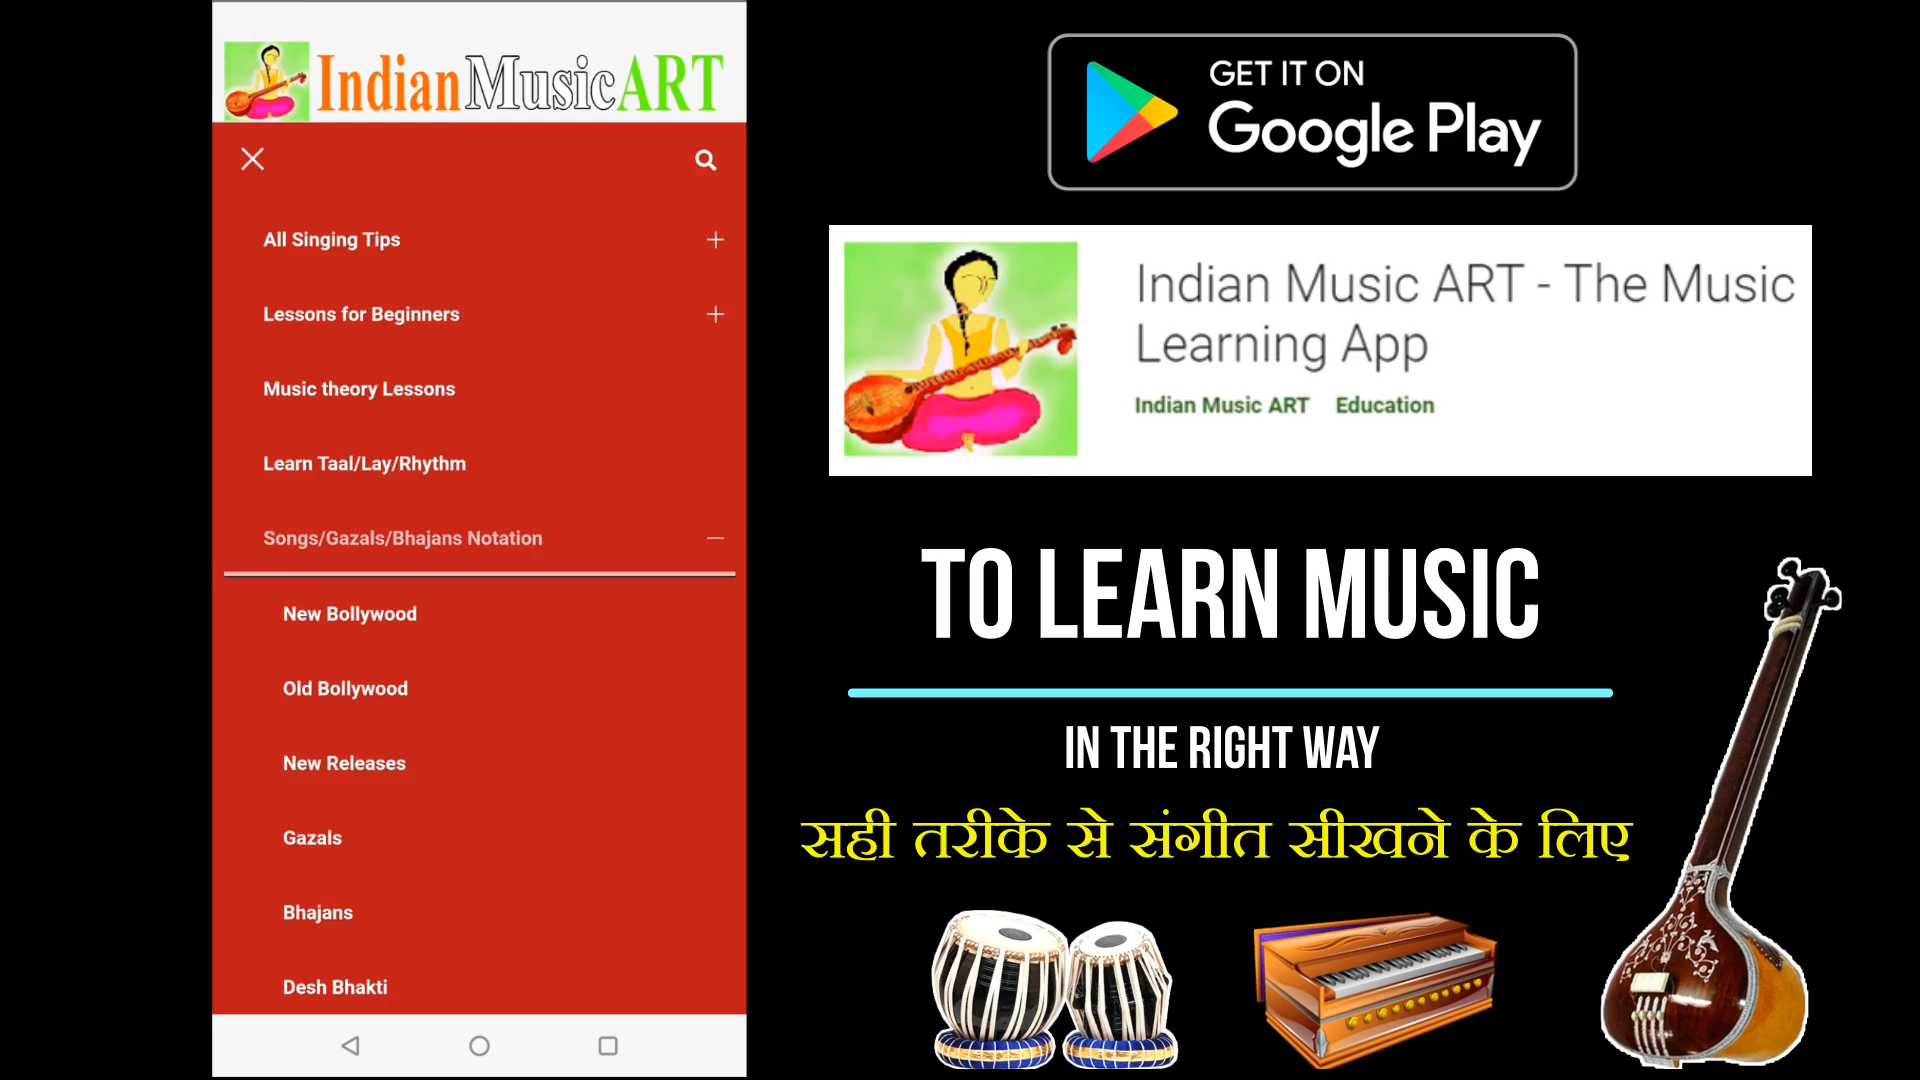 IndianMusicART
All Singing Tips
Lessons for Beginners
Music theory Lessons
Learn Taal/Lay/Rhythm
Songs/Gazals/Bhajans Notation
New Bollywood
Old Bollywood
New Releases
Gazals
Bhajans
Desh Bhakti
GET IT ON
Google Play
Indian Music ART - The Music
Learning App
Indian Music ART Education
TO LEARN MUSIC
IN THE RIGHT WAY
सही तरीके से संगीत सीखने के लिए